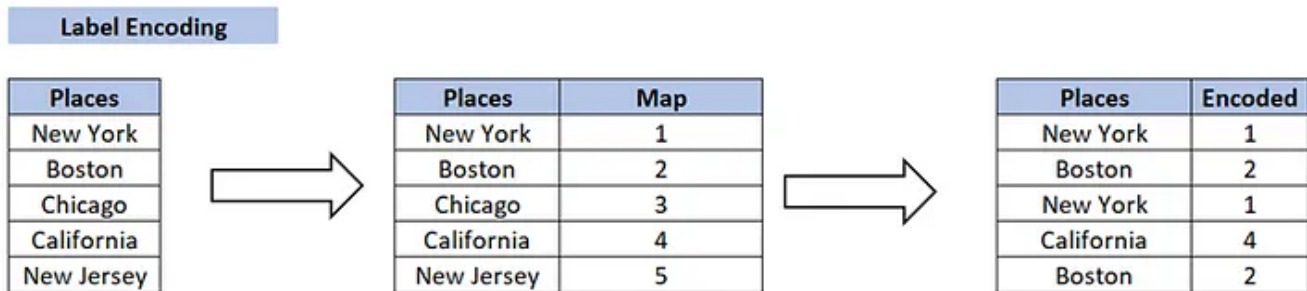 Label Encoding
Places Places Map Places Encoded
New York New York 1 New York 1
Boston Boston 2 Boston 2
Chicago Chicago 3 New York 1
California California 4 California 4
New Jersey New Jersey 5 Boston 2